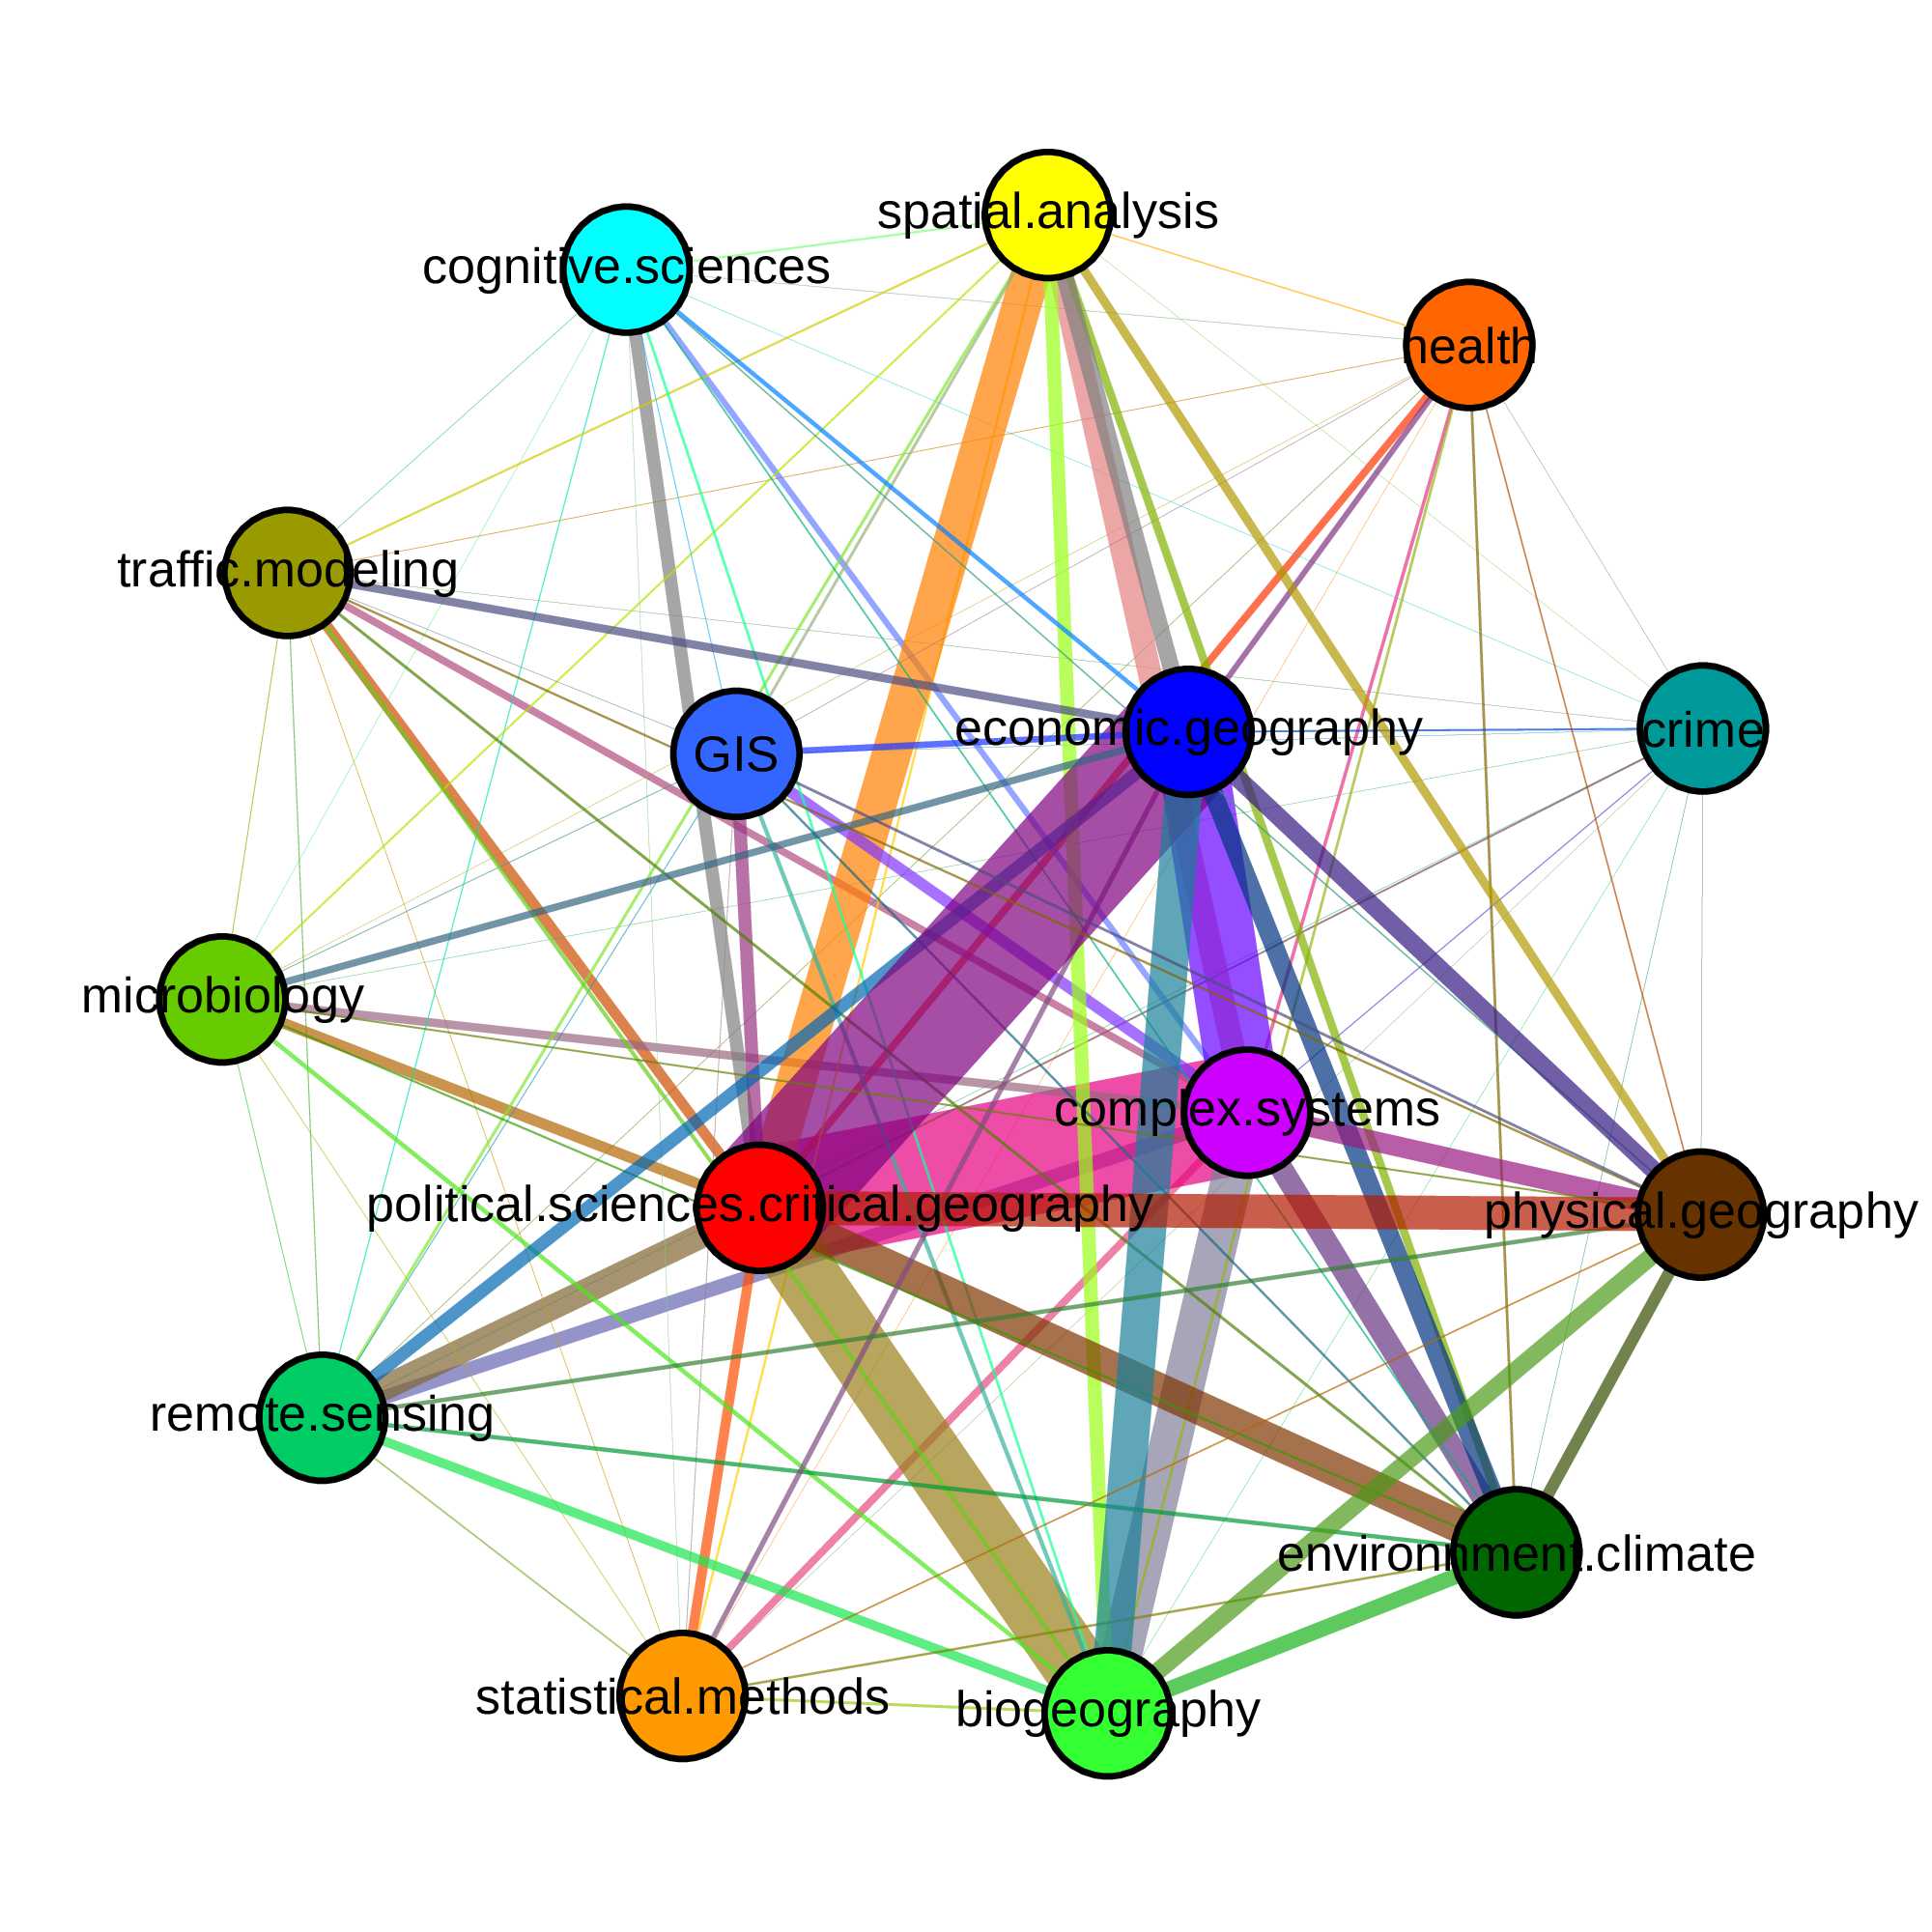 spatial.analysis
cognitive.sciences
health
traffic.modeling
economic.geography
crime
GIS
microbiology
complex.systems
political.sciences.critical.geography
physical.geography
remote.sensing
environnment.climate
statistical.methods
biogeography